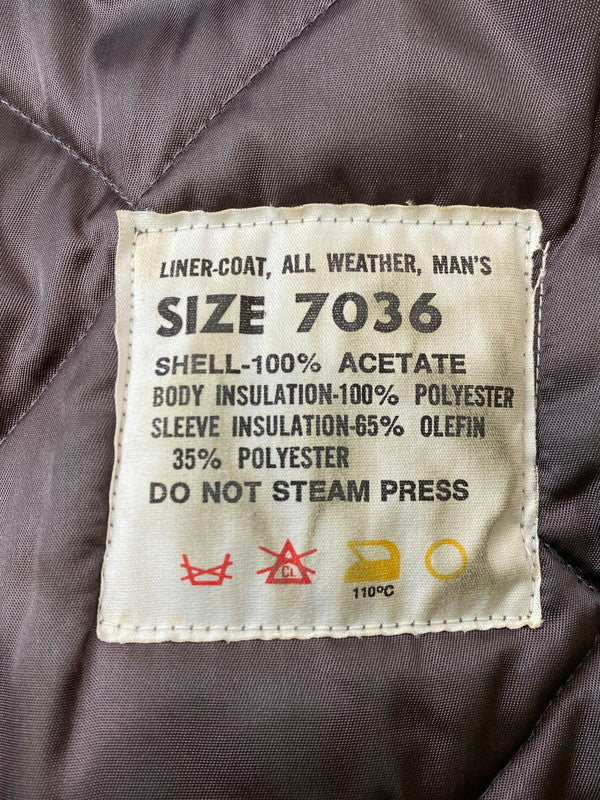 LINER-COAT, ALL WEATHER, MAN'S
SIZE 7036
SHELL-100% ACETATE
BODY INSULATION-100% POLYESTER
SLEEVE INSULATION-65% OLEFIN
35% POLYESTER
DO NOT STEAM PRESS
CL
110ºC